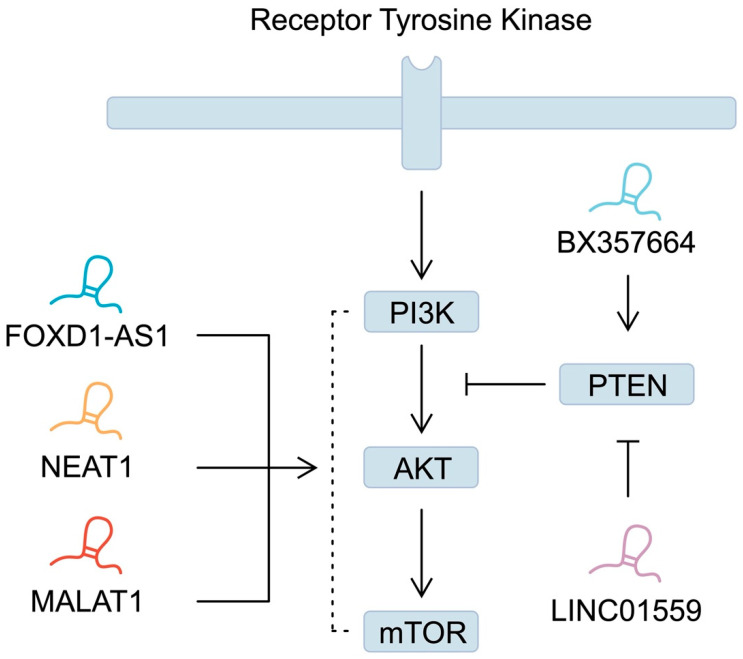 Receptor Tyrosine Kinase
BX357664
PI3K
FOXD1-AS1
PTEN
NEAT1
AKT
MALAT1
LINC01559
mTOR